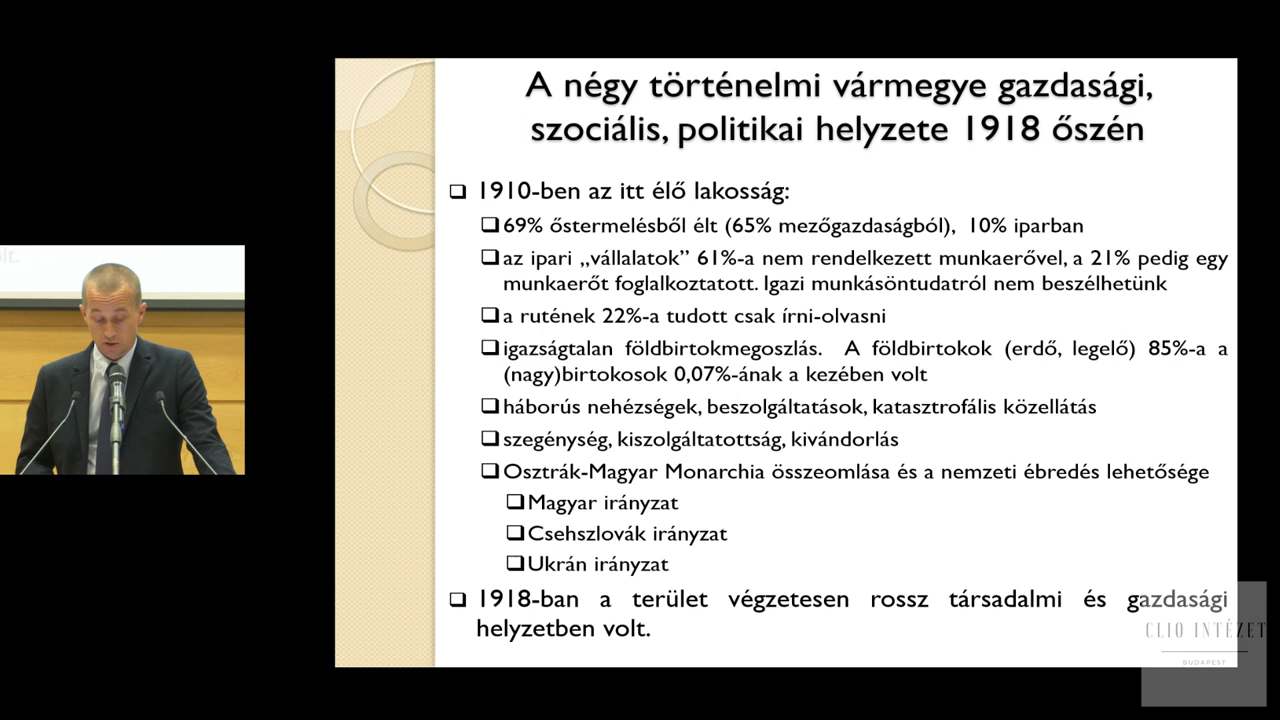 A négy történelmi vármegye gazdasági,
szociális, politikai helyzete 1918 őszén
1910-ben az itt élő lakosság:
69% őstermelésből élt (65% mezőgazdaságból), 10% iparban
az ipari „vállalatok” 61%-a nem rendelkezett munkaerővel, a 21% pedig egy
munkaerőt foglalkoztatott. Igazi munkásöntudatról nem beszélhetünk
a rutének 22%-a tudott csak írni-olvasni
igazságtalan földbirtokmegoszlás. A földbirtokok (erdő, legelő) 85%-a a
(nagy)birtokosok 0,07%-ának a kezében volt
háborús nehézségek, beszolgáltatások, katasztrofális közellátás
szegénység, kiszolgáltatottság, kivándorlás
Osztrák-Magyar Monarchia összeomlása és a nemzeti ébredés lehetősége
Magyar irányzat
Csehszlovák irányzat
Ukrán irányzat
1918-ban a terület végzetesen rossz társadalmi és gazdasági
helyzetben volt.
CLIO INTÉZET
BUDAPEST